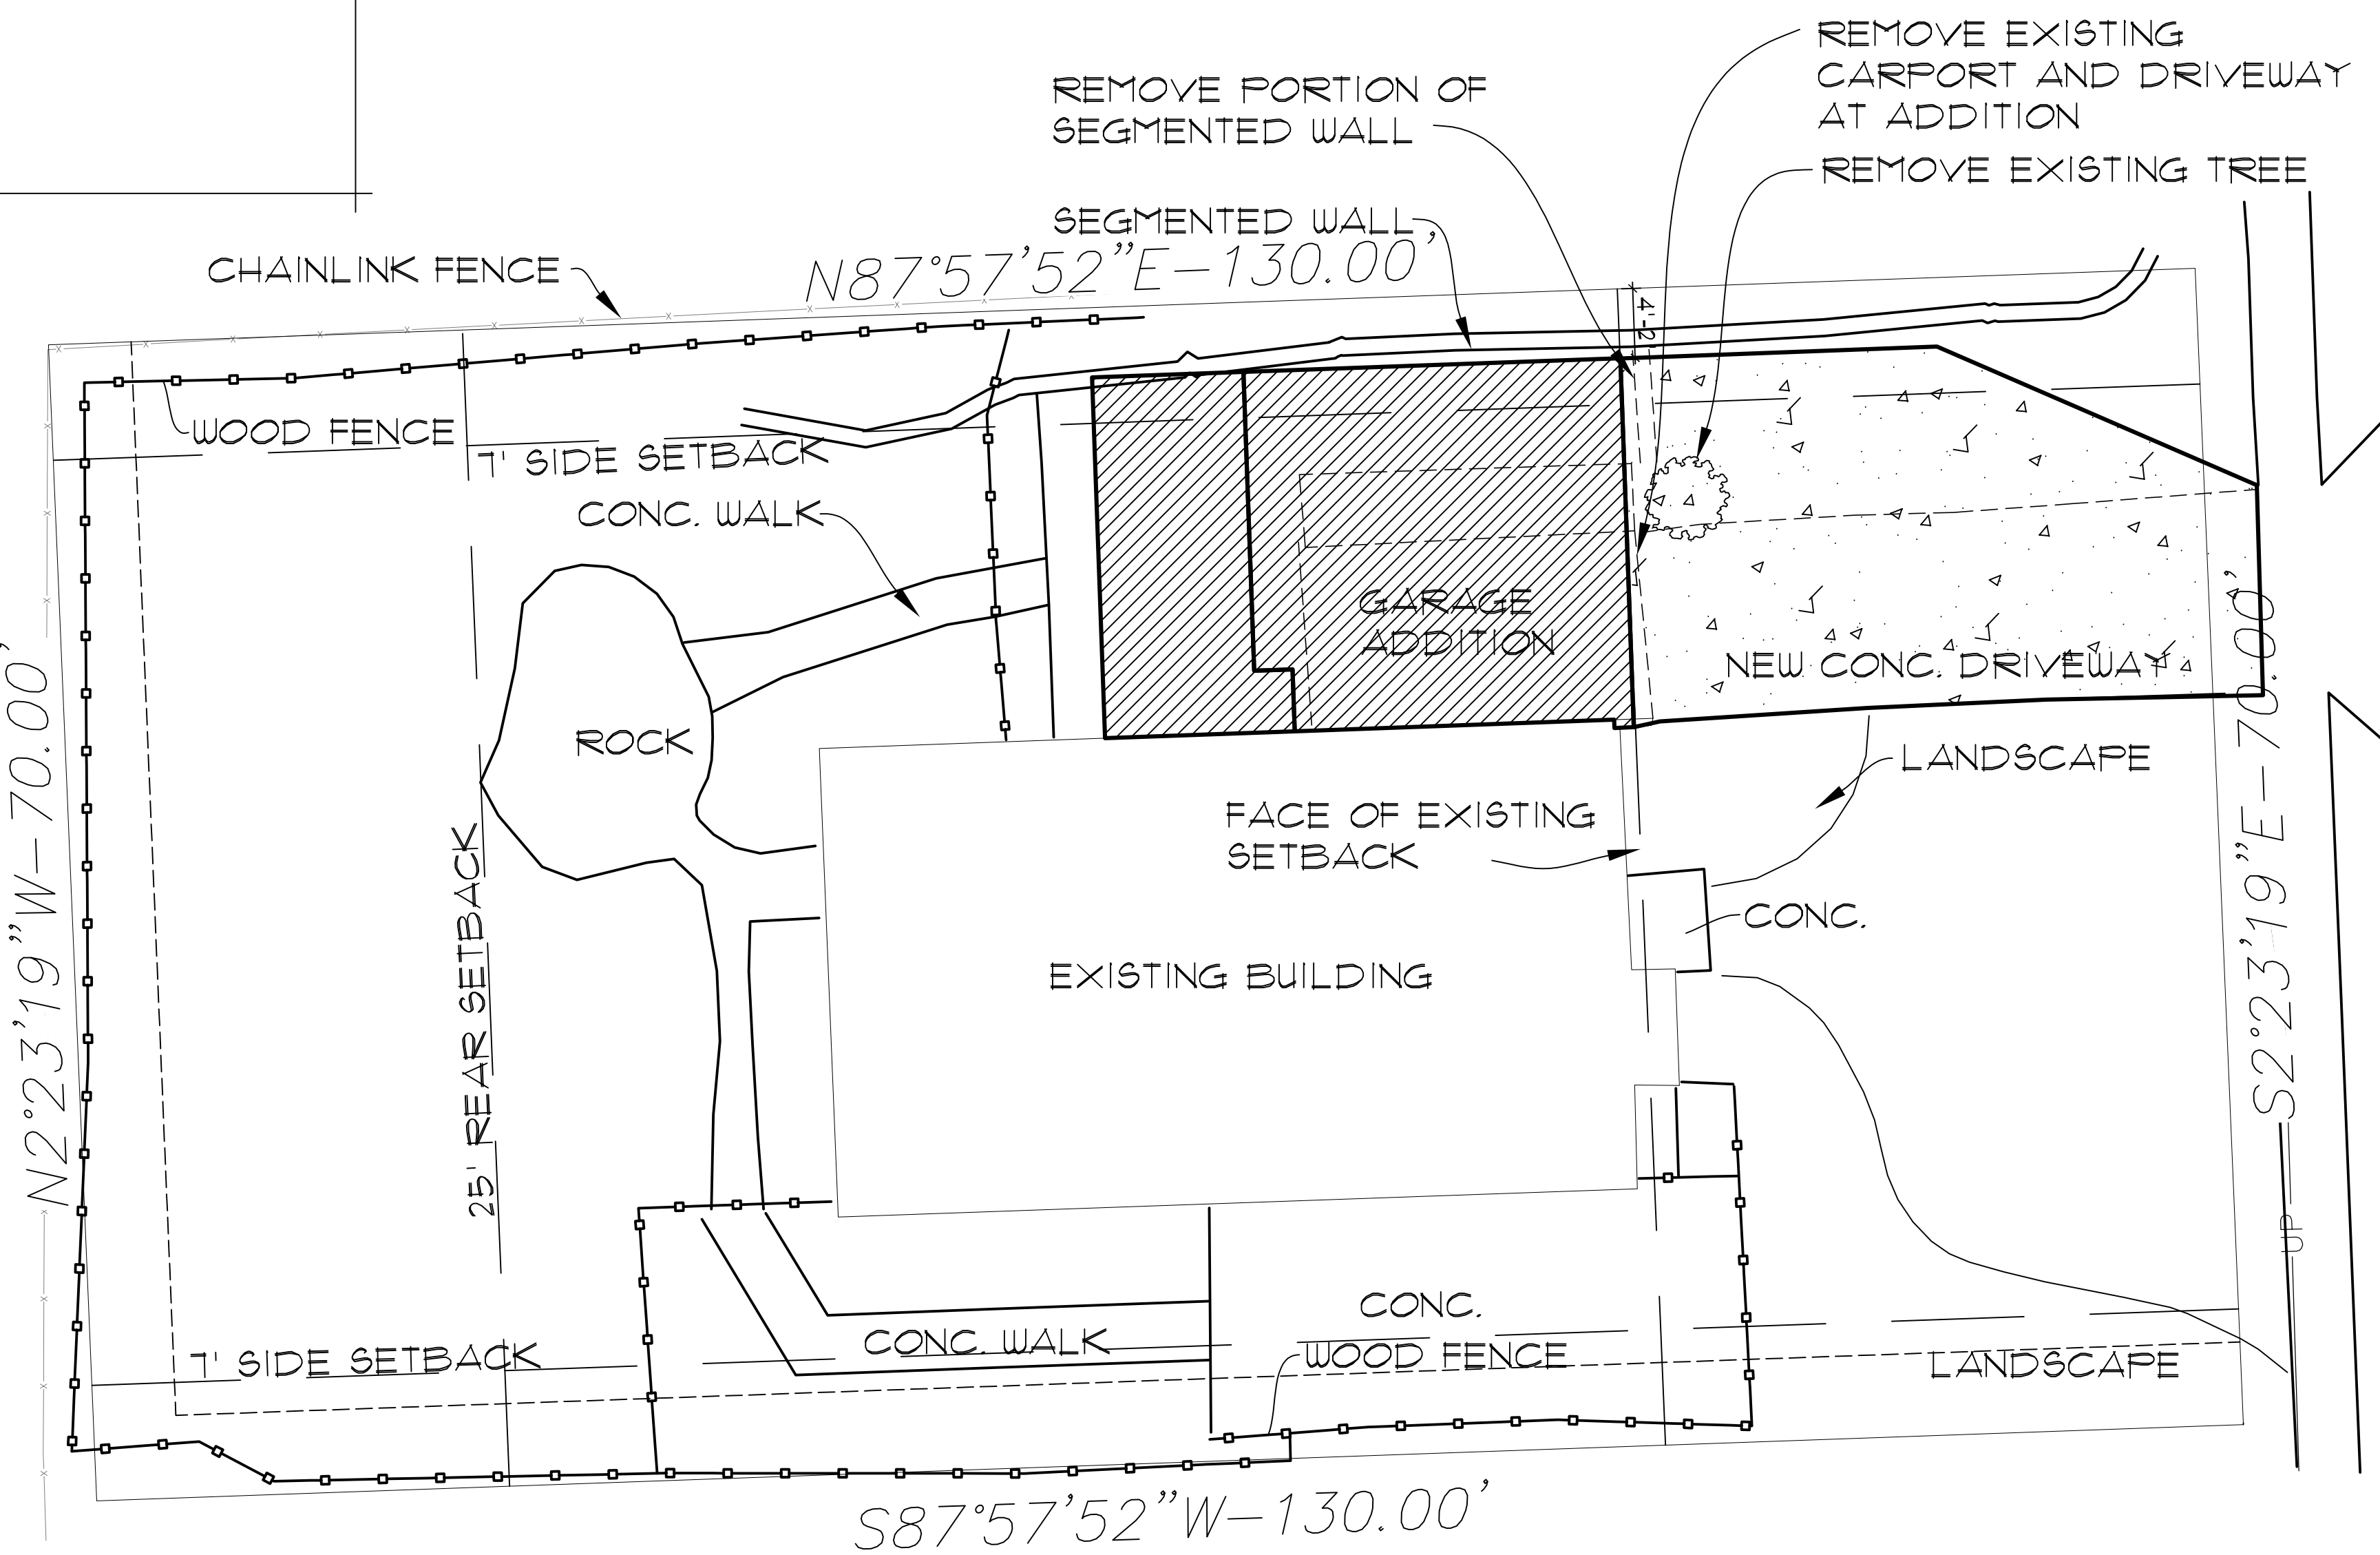 REMOVE EXISTING
CARPORT AND DRIVEWAY
AT ADDITION
REMOVE PORTION OF
SEGMENTED WALL
REMOVE EXISTING TREE
SEGMENTED WALL
CHAINLINK FENCE
N87°57'52"E-130.00'
4'-2"
WOOD FENCE
7' SIDE SETBACK
CONC. WALK
GARAGE
ADDITION
NEW CONC. DRIVEWAY
ROCK
LANDSCAPE
FACE OF EXISTING
SETBACK
CONC.
EXISTING BUILDING
N2°23'19"W-70.00'
25' REAR SETBACK
S2°23'19"E-70.00'
UP
CONC.
CONC. WALK
WOOD FENCE
7' SIDE SETBACK
LANDSCAPE
S87°57'52"W-130.00'